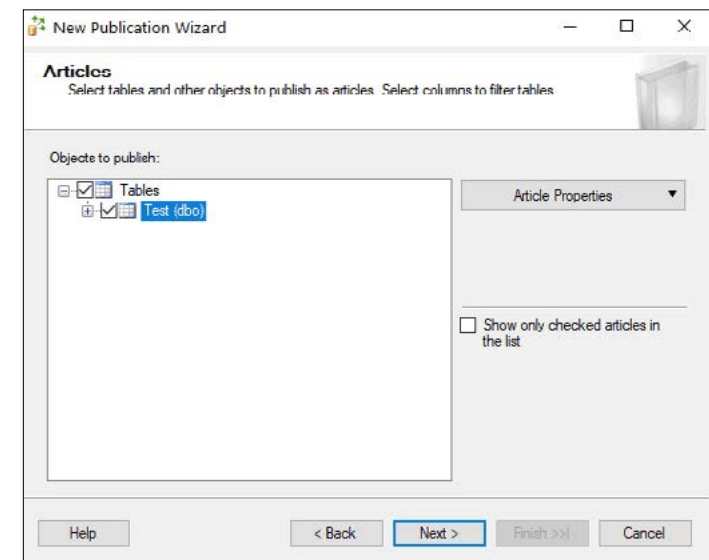 New Publication Wizard
Articles
Select tables and other objects to publish as articles. Select columns to filter tables.
Objects to publish:
Tables
Test (dbo)
Article Properties
Show only checked articles in
the list
Help
< Back
Next >
Finish >>|
Cancel